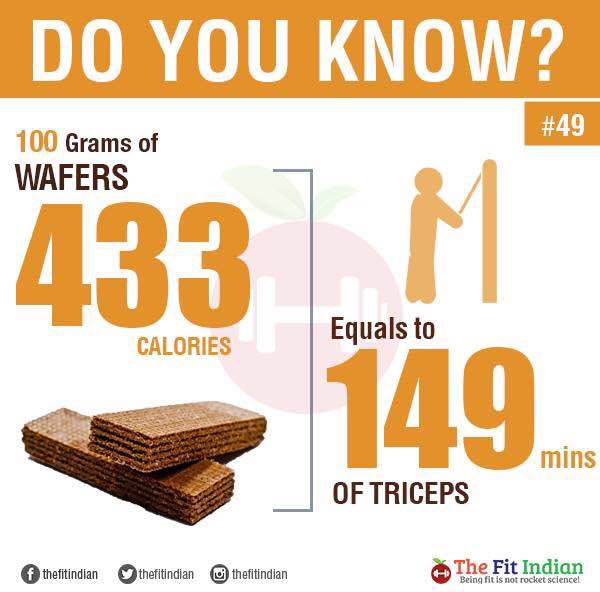 DO YOU KNOW?
#49
100 Grams of
WAFERS
433
CALORIES
Equals to
149 mins
OF TRICEPS
thefitindian
thefitindian
thefitindian
The Fit Indian
Being fit is not rocket science!